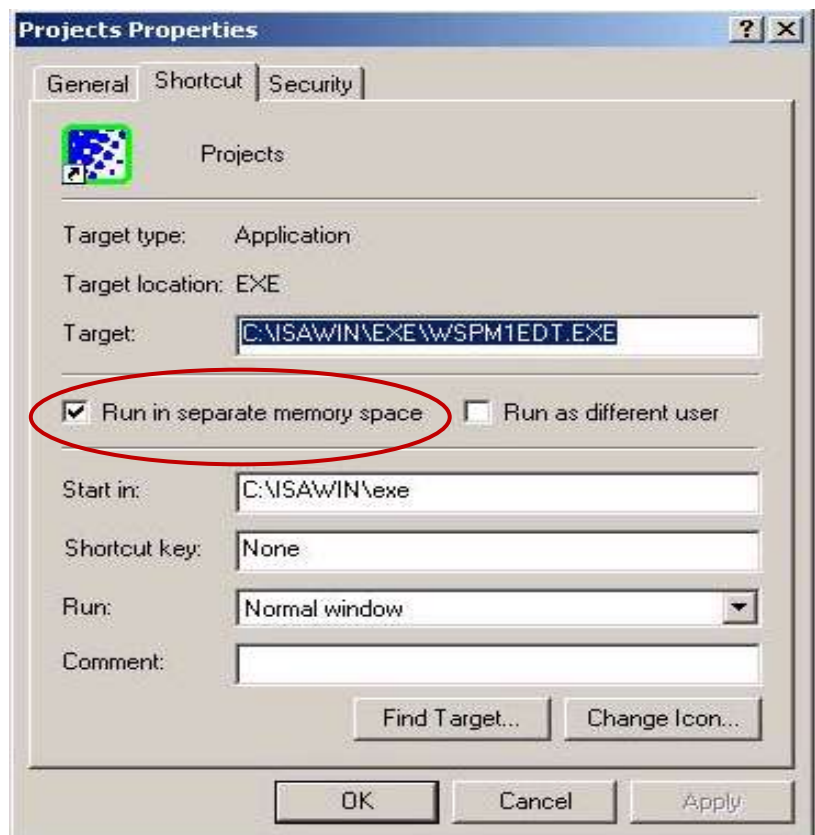 Projects Properties
General Shortcut Security
Projects
Target type: Application
Target location: EXE
Target: C:\ISAWIN\EXE\WSPM1EDT.EXE
Run in separate memory space Run as different user
Start in: C:\ISAWIN\exe
Shortcut key: None
Run: Normal window
Comment:
Find Target... Change Icon...
OK Cancel Apply